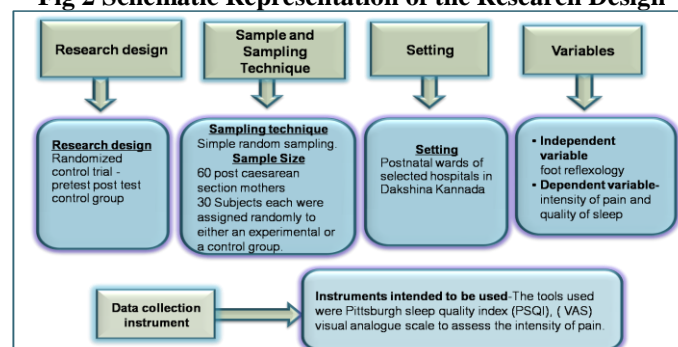 Fig 2 Schematic Representation of the Research Design
Research design
Sample and
Sampling
Technique
Setting
Variables
Research design
Randomized
control trial -
pretest post test
control group
Sampling technique
Simple random sampling.
Sample Size
60 post caesarean
section mothers
30 Subjects each were
assigned randomly to
either an experimental or
a control group.
Setting
Postnatal wards of
selected hospitals in
Dakshina Kannada
• Independent
variable
foot reflexology
• Dependent variable-
intensity of pain and
quality of sleep
Data collection
instrument
Instruments intended to be used-The tools used
were Pittsburgh sleep quality index (PSQI), ( VAS)
visual analogue scale to assess the intensity of pain.